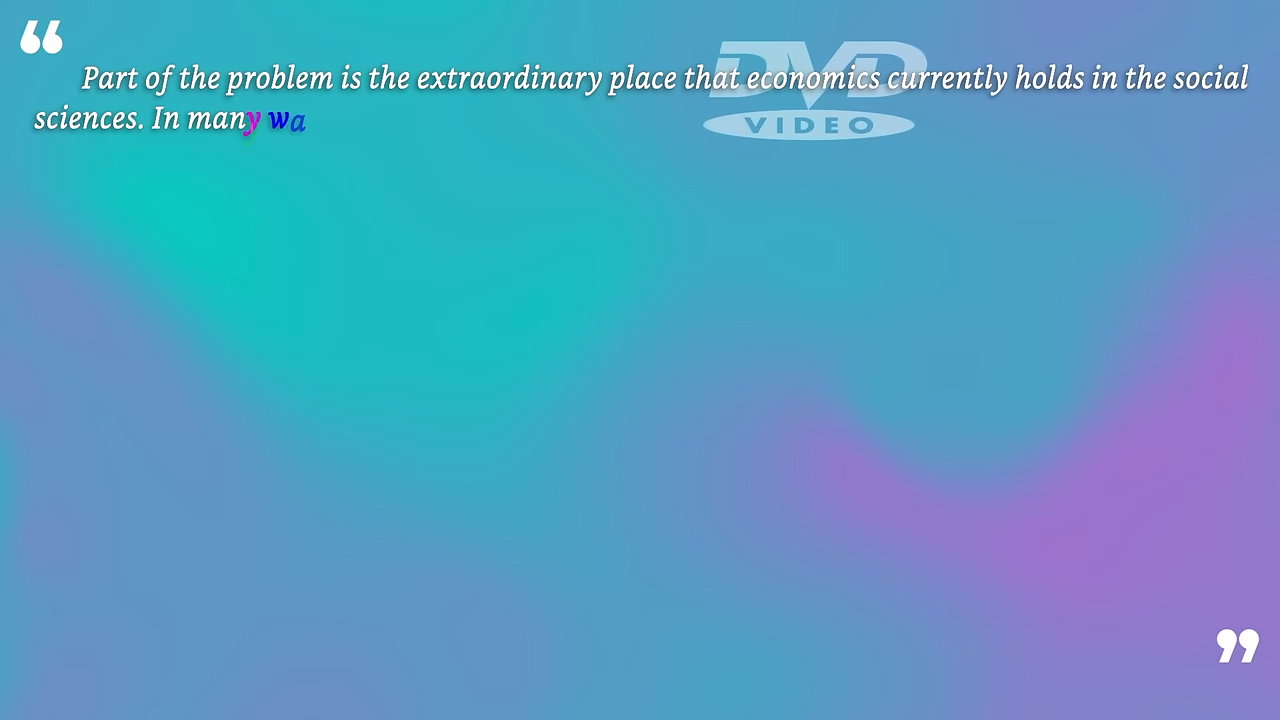 “
Part of the problem is the extraordinary place that economics currently holds in the social
sciences. In many wa
DVD
VIDEO
”